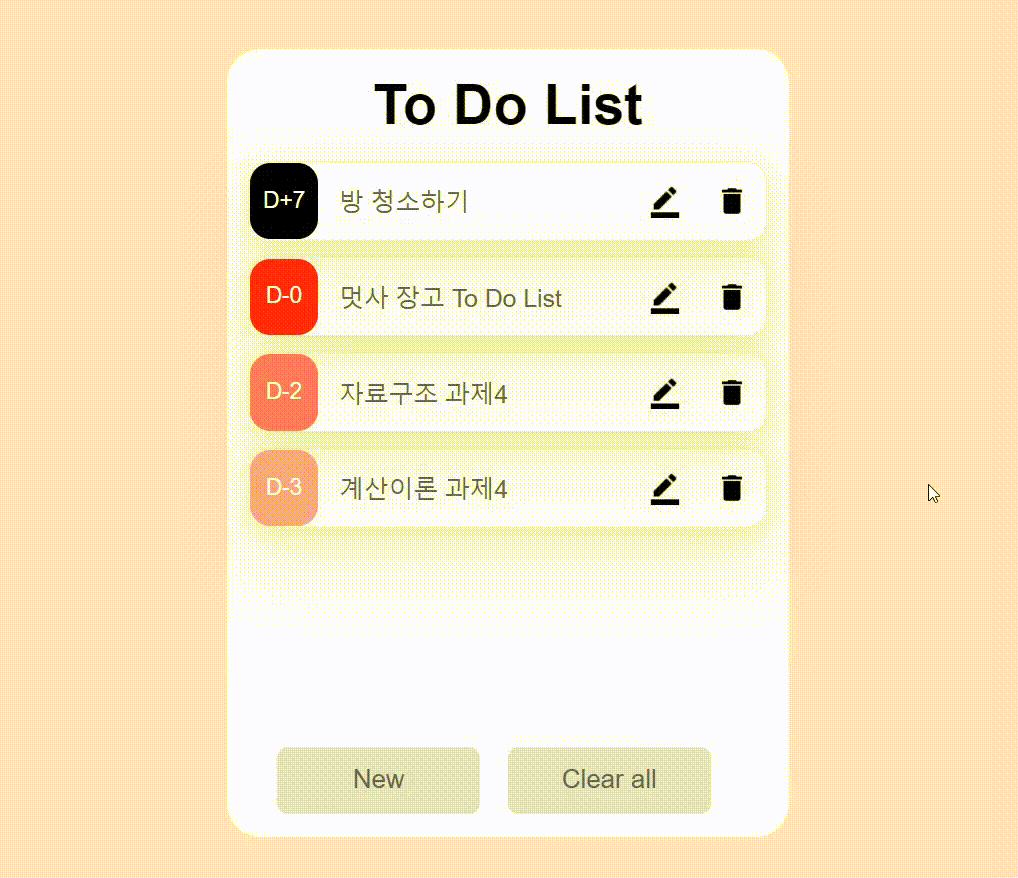 To Do List
D+7 방 청소하기
D-0 멋사 장고 To Do List
D-2 자료구조 과제4
D-3 계산이론 과제4
New Clear all